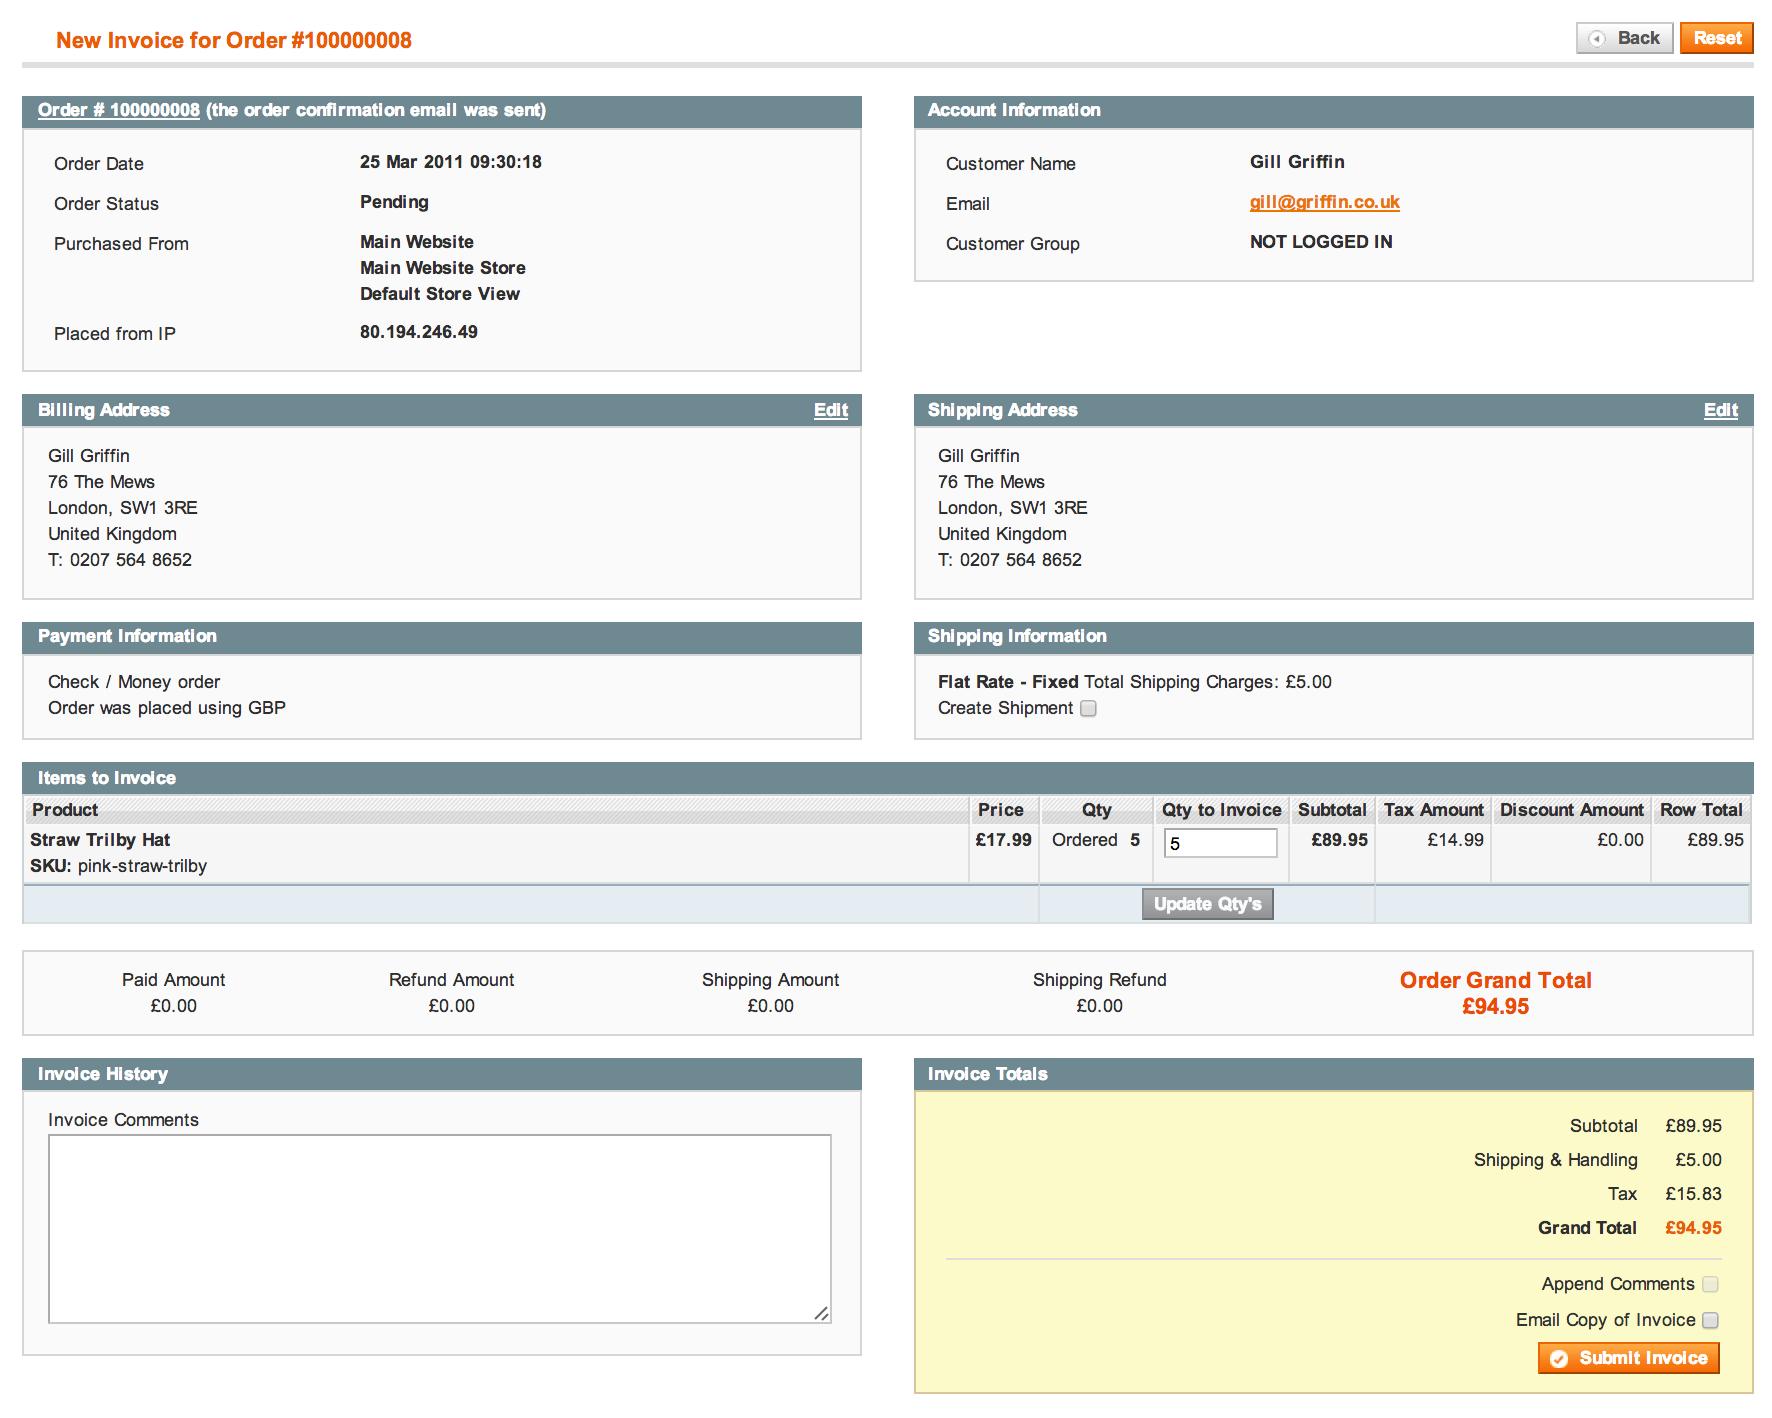 New Invoice for Order #100000008
Back
Reset
Order # 100000008 (the order confirmation email was sent)
Order Date 25 Mar 2011 09:30:18
Order Status Pending
Purchased From Main Website
Main Website Store
Default Store View
Placed from IP 80.194.246.49
Account Information
Customer Name Gill Griffin
Email gill@griffin.co.uk
Customer Group NOT LOGGED IN
Billing Address Edit
Gill Griffin
76 The Mews
London, SW1 3RE
United Kingdom
T: 0207 564 8652
Shipping Address Edit
Gill Griffin
76 The Mews
London, SW1 3RE
United Kingdom
T: 0207 564 8652
Payment Information
Check / Money order
Order was placed using GBP
Shipping Information
Flat Rate - Fixed Total Shipping Charges: £5.00
Create Shipment
Items to Invoice
Product Price Qty Qty to Invoice Subtotal Tax Amount Discount Amount Row Total
Straw Trilby Hat £17.99 Ordered 5 5 £89.95 £14.99 £0.00 £89.95
SKU: pink-straw-trilby
Update Qty's
Paid Amount Refund Amount Shipping Amount Shipping Refund Order Grand Total
£0.00 £0.00 £0.00 £0.00 £94.95
Invoice History
Invoice Comments
Invoice Totals
Subtotal £89.95
Shipping & Handling £5.00
Tax £15.83
Grand Total £94.95
Append Comments
Email Copy of Invoice
Submit Invoice